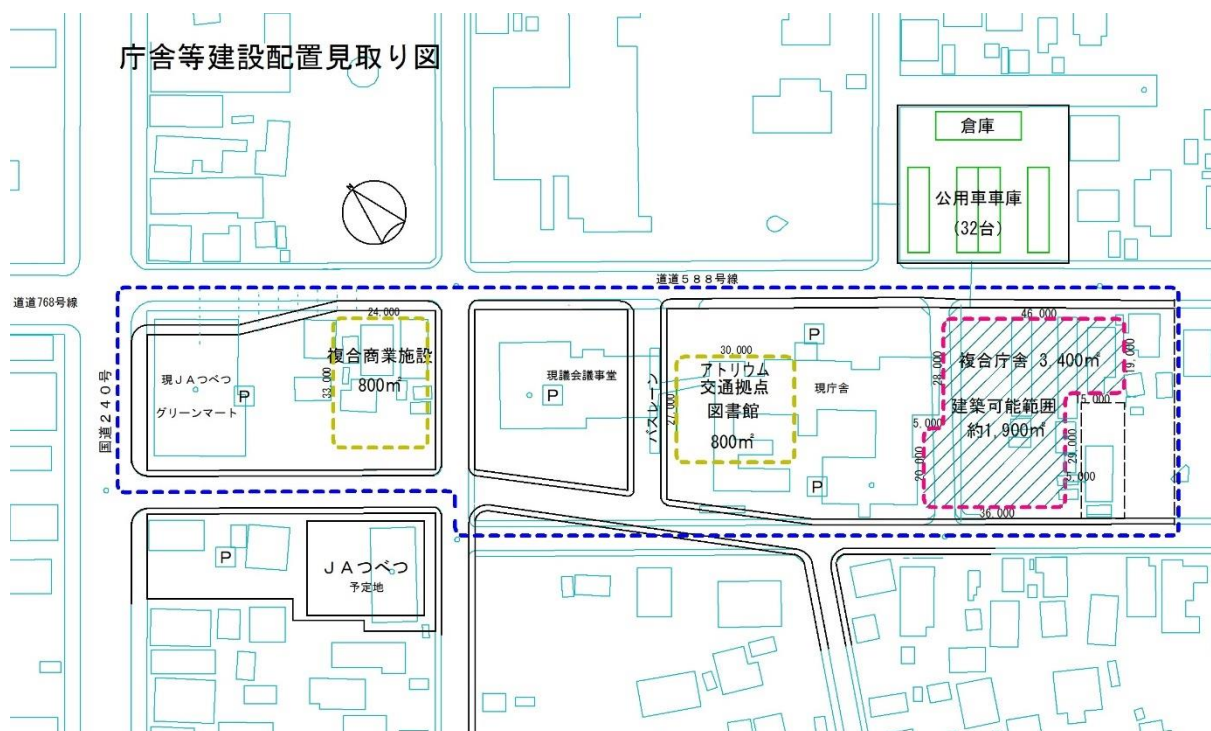 庁舎等建設配置見取り図
倉庫
公用車車庫
(32台)
N
道道768号線
道道588号線
国道240号
24,000
33,000
複合商業施設
800㎡
現JAつべつ
グリーンマート
P
現議会議事堂
P
バスレーン
30,000
27,000
アトリウム
交通拠点
図書館
800㎡
P
現庁舎
P
46,000
28,000
19,000
複合庁舎 3,400㎡
建築可能範囲
約1,900㎡
5,000
5,000
20,000
29,000
5,000
36,000
P
JAつべつ
予定地